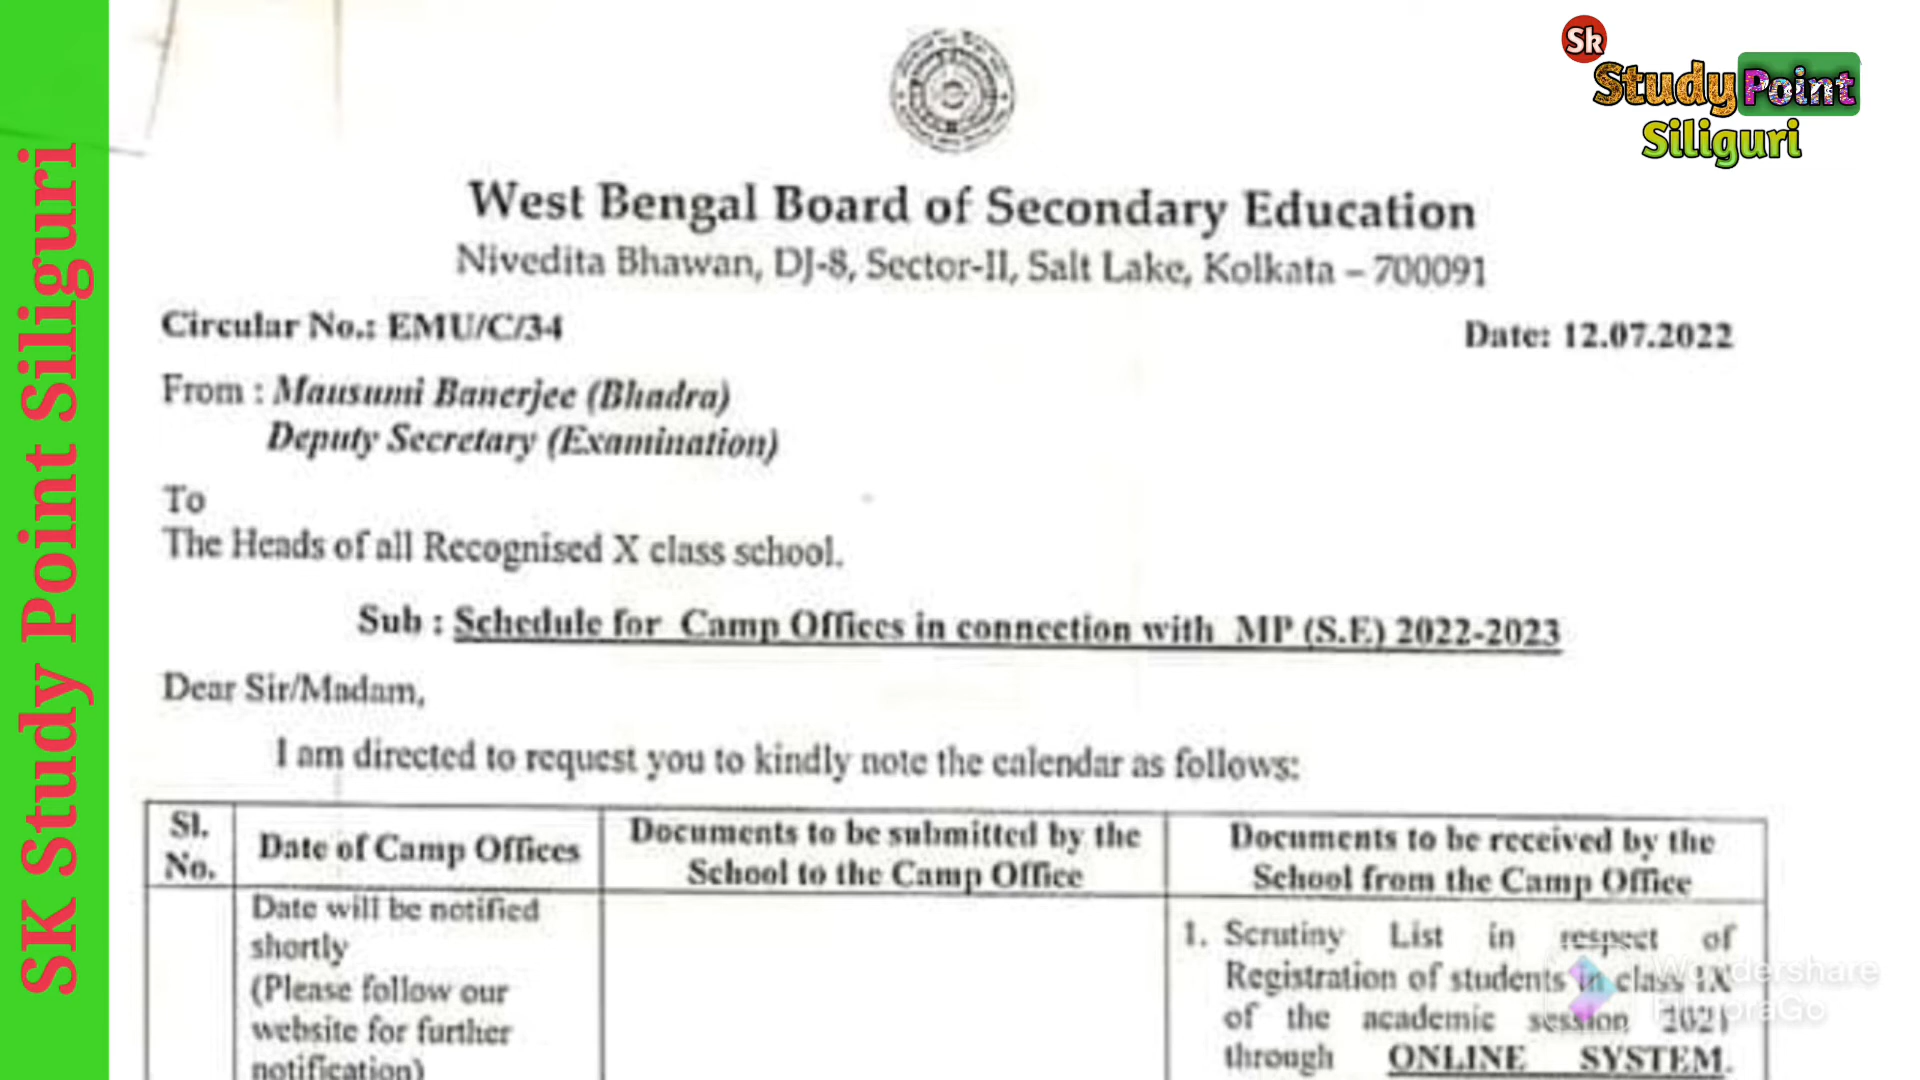 SK Study Point Siliguri
Sk
Study Point
Siliguri
West Bengal Board of Secondary Education
Nivedita Bhawan, DJ-8, Sector-II, Salt Lake, Kolkata – 700091
Circular No.: EMU/C/34
Date: 12.07.2022
From : Mausumi Banerjee (Bhadra)
Deputy Secretary (Examination)
To
The Heads of all Recognised X class school.
Sub : Schedule for Camp Offices in connection with MP (S.E) 2022-2023
Dear Sir/Madam,
I am directed to request you to kindly note the calendar as follows:
Sl.
No.
Date of Camp Offices
Documents to be submitted by the
School to the Camp Office
Documents to be received by the
School from the Camp Office
Date will be notified
shortly
(Please follow our
website for further
notification)
1. Scrutiny List in respect of
Registration of students in class IX
of the academic session 2021
through ONLINE SYSTEM.
Wondershare
FilmoraGo